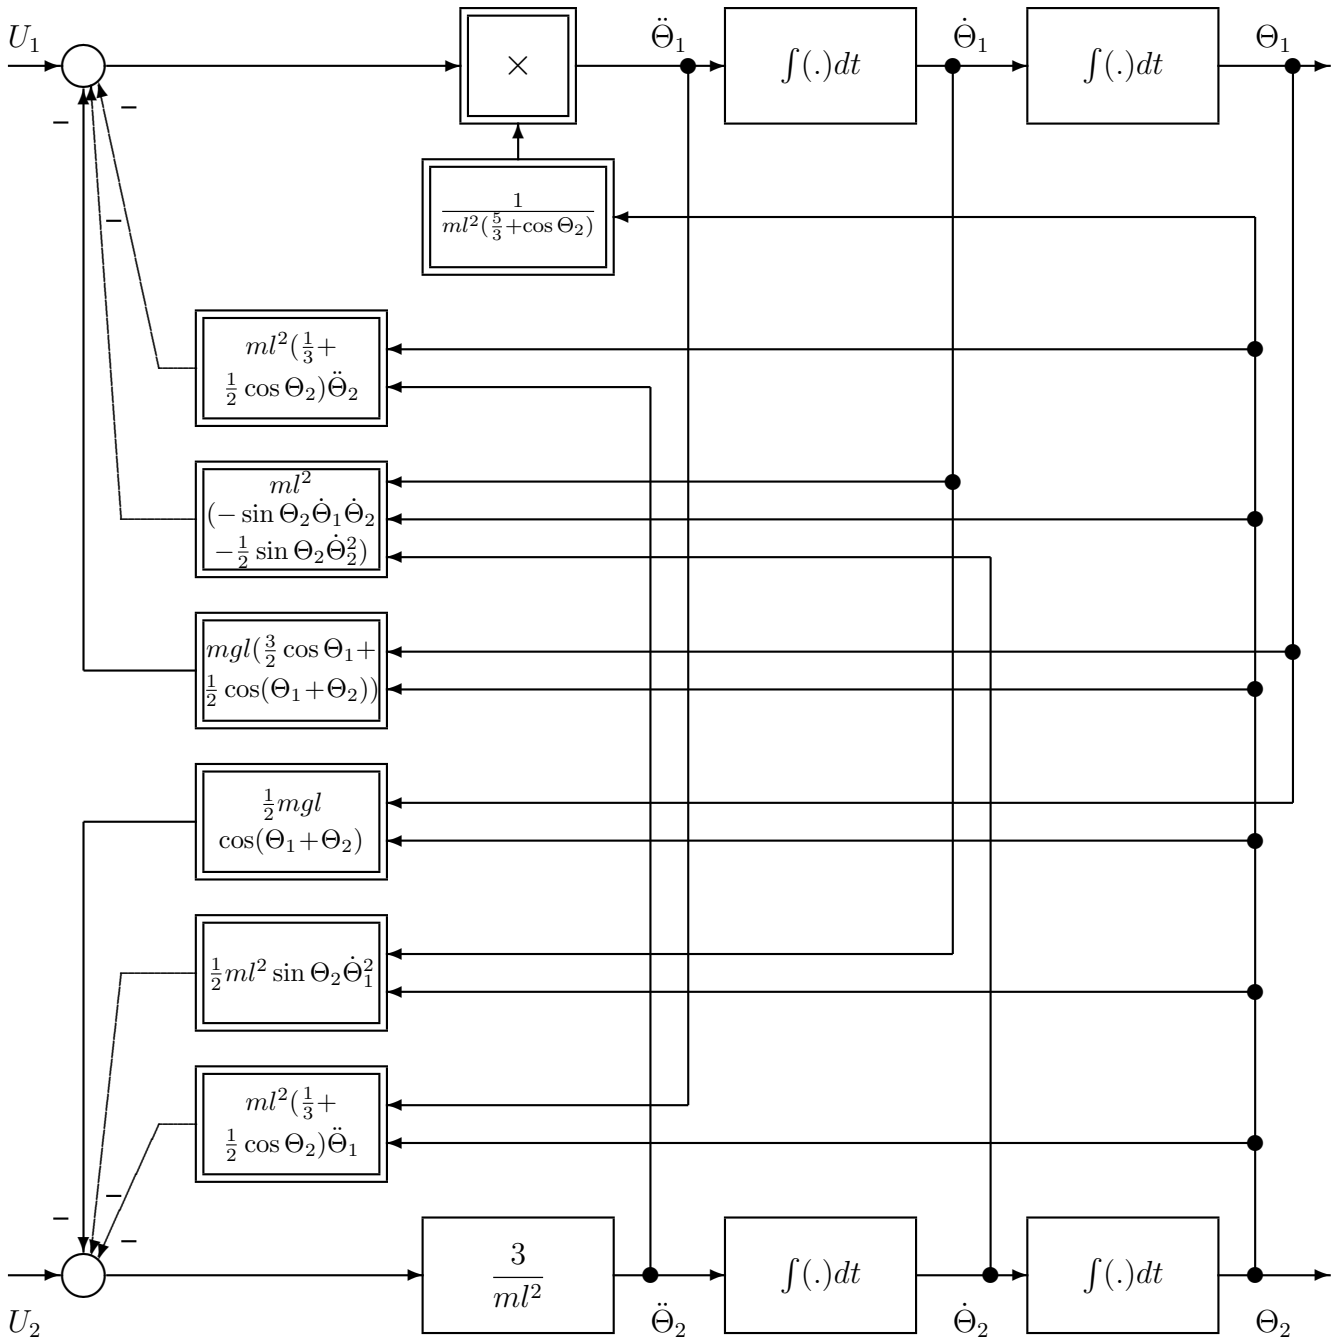 U₁
Θ̈₁
Θ̇₁
Θ₁
×
∫(.)dt
∫(.)dt
−
−
−
1/(ml²(5/3+cos Θ₂))
ml²(1/3+
1/2 cos Θ₂)Θ̈₂
ml²
(− sin Θ₂Θ̇₁Θ̇₂
−1/2 sin Θ₂Θ̇₂²)
mgl(3/2 cos Θ₁+
1/2 cos(Θ₁+Θ₂))
1/2 mgl
cos(Θ₁+Θ₂)
1/2 ml² sin Θ₂Θ̇₁²
ml²(1/3+
1/2 cos Θ₂)Θ̈₁
−
−
−
3/ml²
∫(.)dt
∫(.)dt
U₂
Θ̈₂
Θ̇₂
Θ₂